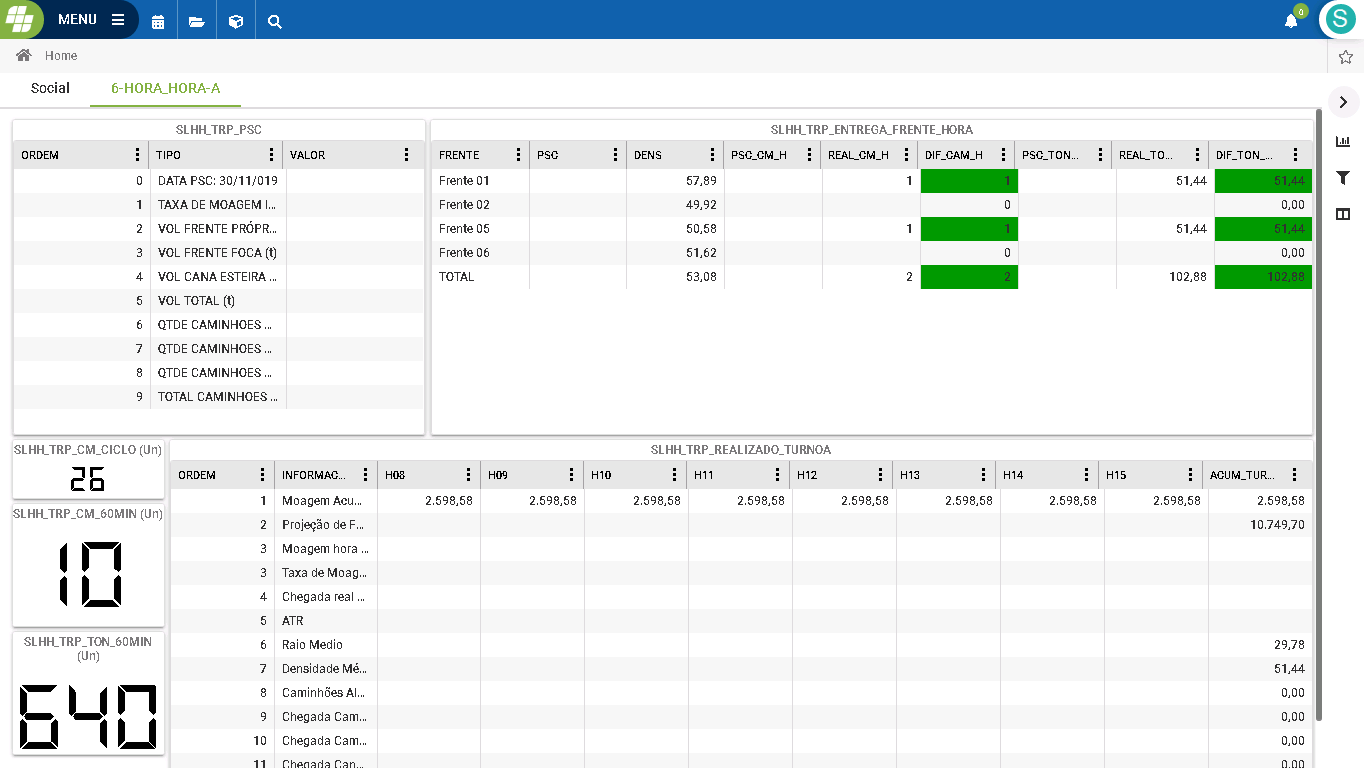 MENU
0
S
Home
Social 6-HORA_HORA-A
SLHH_TRP_PSC
ORDEM TIPO VALOR
0 DATA PSC: 30/11/019
1 TAXA DE MOAGEM I...
2 VOL FRENTE PRÓPR...
3 VOL FRENTE FOCA (t)
4 VOL CANA ESTEIRA ...
5 VOL TOTAL (t)
6 QTDE CAMINHOES ...
7 QTDE CAMINHOES ...
8 QTDE CAMINHOES ...
9 TOTAL CAMINHOES ...
SLHH_TRP_ENTREGA_FRENTE_HORA
FRENTE PSC DENS PSC_CM_H REAL_CM_H DIF_CAM_H PSC_TON... REAL_TO... DIF_TON_...
Frente 01 57,89 1 1 51,44 51,44
Frente 02 49,92 0 0,00
Frente 05 50,58 1 1 51,44 51,44
Frente 06 51,62 0 0,00
TOTAL 53,08 2 2 102,88 102,88
SLHH_TRP_CM_CICLO (Un)
26
SLHH_TRP_CM_60MIN (Un)
10
SLHH_TRP_TON_60MIN
(Un)
640
SLHH_TRP_REALIZADO_TURNOA
ORDEM INFORMAC... H08 H09 H10 H11 H12 H13 H14 H15 ACUM_TUR...
1 Moagem Acu... 2.598,58 2.598,58 2.598,58 2.598,58 2.598,58 2.598,58 2.598,58 2.598,58 2.598,58
2 Projeção de F... 10.749,70
3 Moagem hora ...
3 Taxa de Moag...
4 Chegada real ...
5 ATR
6 Raio Medio 29,78
7 Densidade Mé... 51,44
8 Caminhões Al... 0,00
9 Chegada Cam... 0,00
10 Chegada Cam... 0,00
11 Chegada Can... 0,00